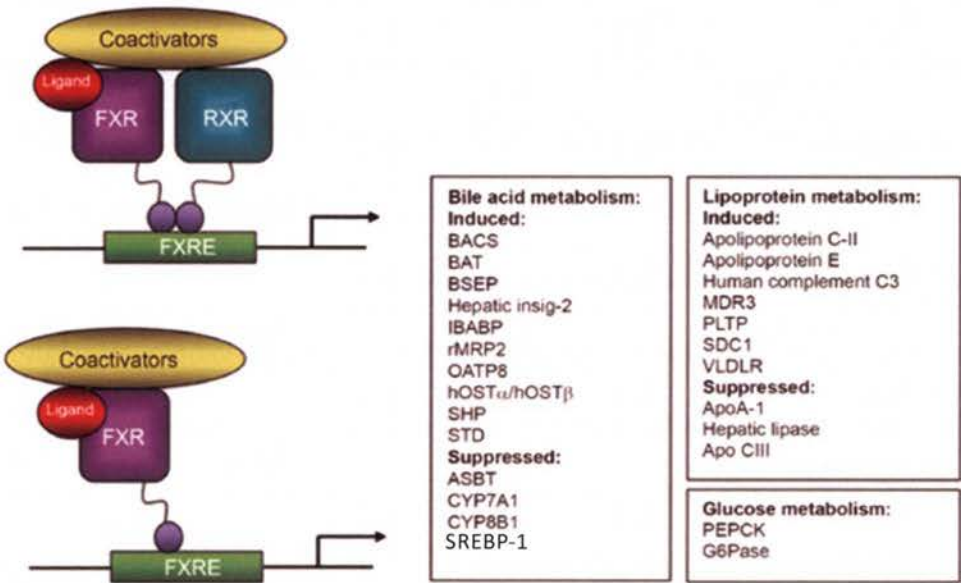 Coactivators
Ligand
FXR
RXR
FXRE
Coactivators
Ligand
FXR
FXRE
Bile acid metabolism:
Induced:
BACS
BAT
BSEP
Hepatic insig-2
IBABP
rMRP2
OATP8
hOSTα/hOSTβ
SHP
STD
Suppressed:
ASBT
CYP7A1
CYP8B1
SREBP-1
Lipoprotein metabolism:
Induced:
Apolipoprotein C-II
Apolipoprotein E
Human complement C3
MDR3
PLTP
SDC1
VLDLR
Suppressed:
ApoA-1
Hepatic lipase
Apo CIII
Glucose metabolism:
PEPCK
G6Pase